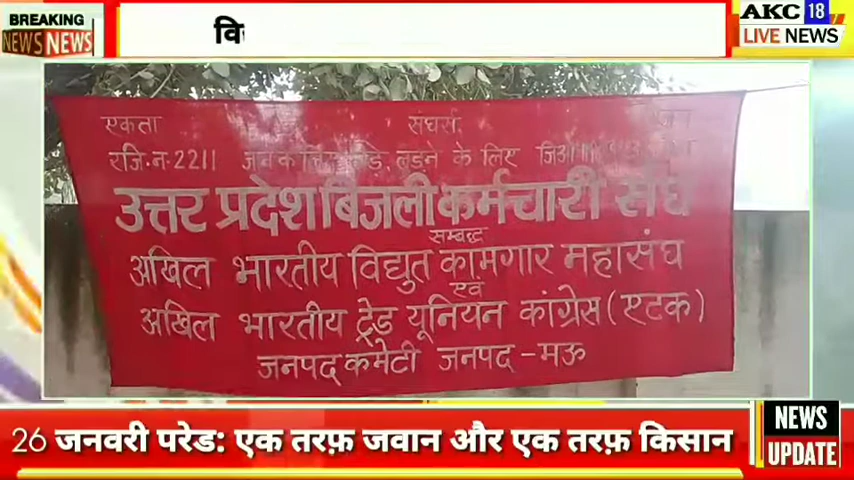 BREAKING
NEWS NEWS
वि
AKC 18
LIVE NEWS
एकता संघर्ष
रजि.न-2211 के लिए
उत्तर प्रदेश बिजली कर्मचारी संघ
सम्बद्ध
अखिल भारतीय विद्युत कामगार महासंघ
एवं
अखिल भारतीय ट्रेड यूनियन कांग्रेस (एटक)
जनपद कमेटी जनपद - मऊ
26 जनवरी परेड: एक तरफ़ जवान और एक तरफ़ किसान
NEWS
UPDATE